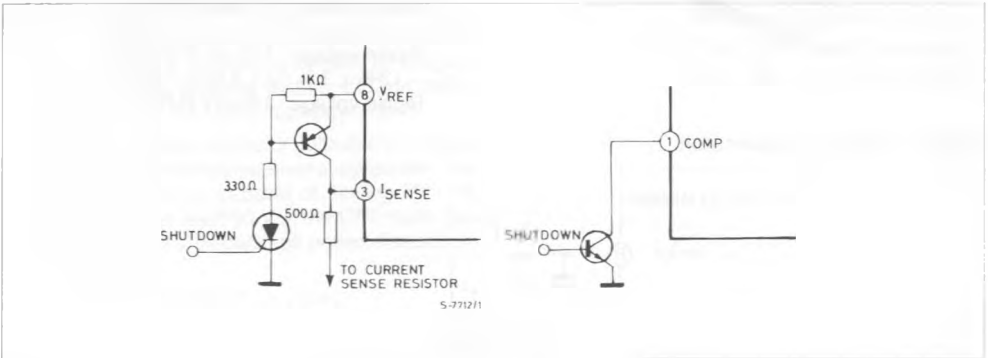 1KΩ
8 VREF
330Ω
3 ISENSE
500Ω
SHUTDOWN
TO CURRENT
SENSE RESISTOR
S-7712/1
1 COMP
SHUTDOWN